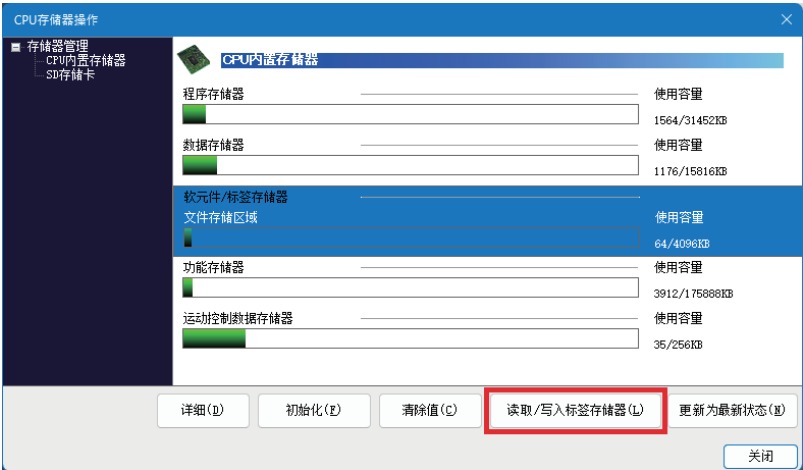 CPU存储器操作
存储器管理
CPU内置存储器
SD存储卡
CPU内置存储器
程序存储器 使用容量
1564/31452KB
数据存储器 使用容量
1176/15816KB
软元件/标签存储器
文件存储区域 使用容量
64/4096KB
功能存储器 使用容量
3912/175888KB
运动控制数据存储器 使用容量
35/256KB
详细(D) 初始化(F) 清除值(C) 读取/写入标签存储器(L) 更新为最新状态(N)
关闭